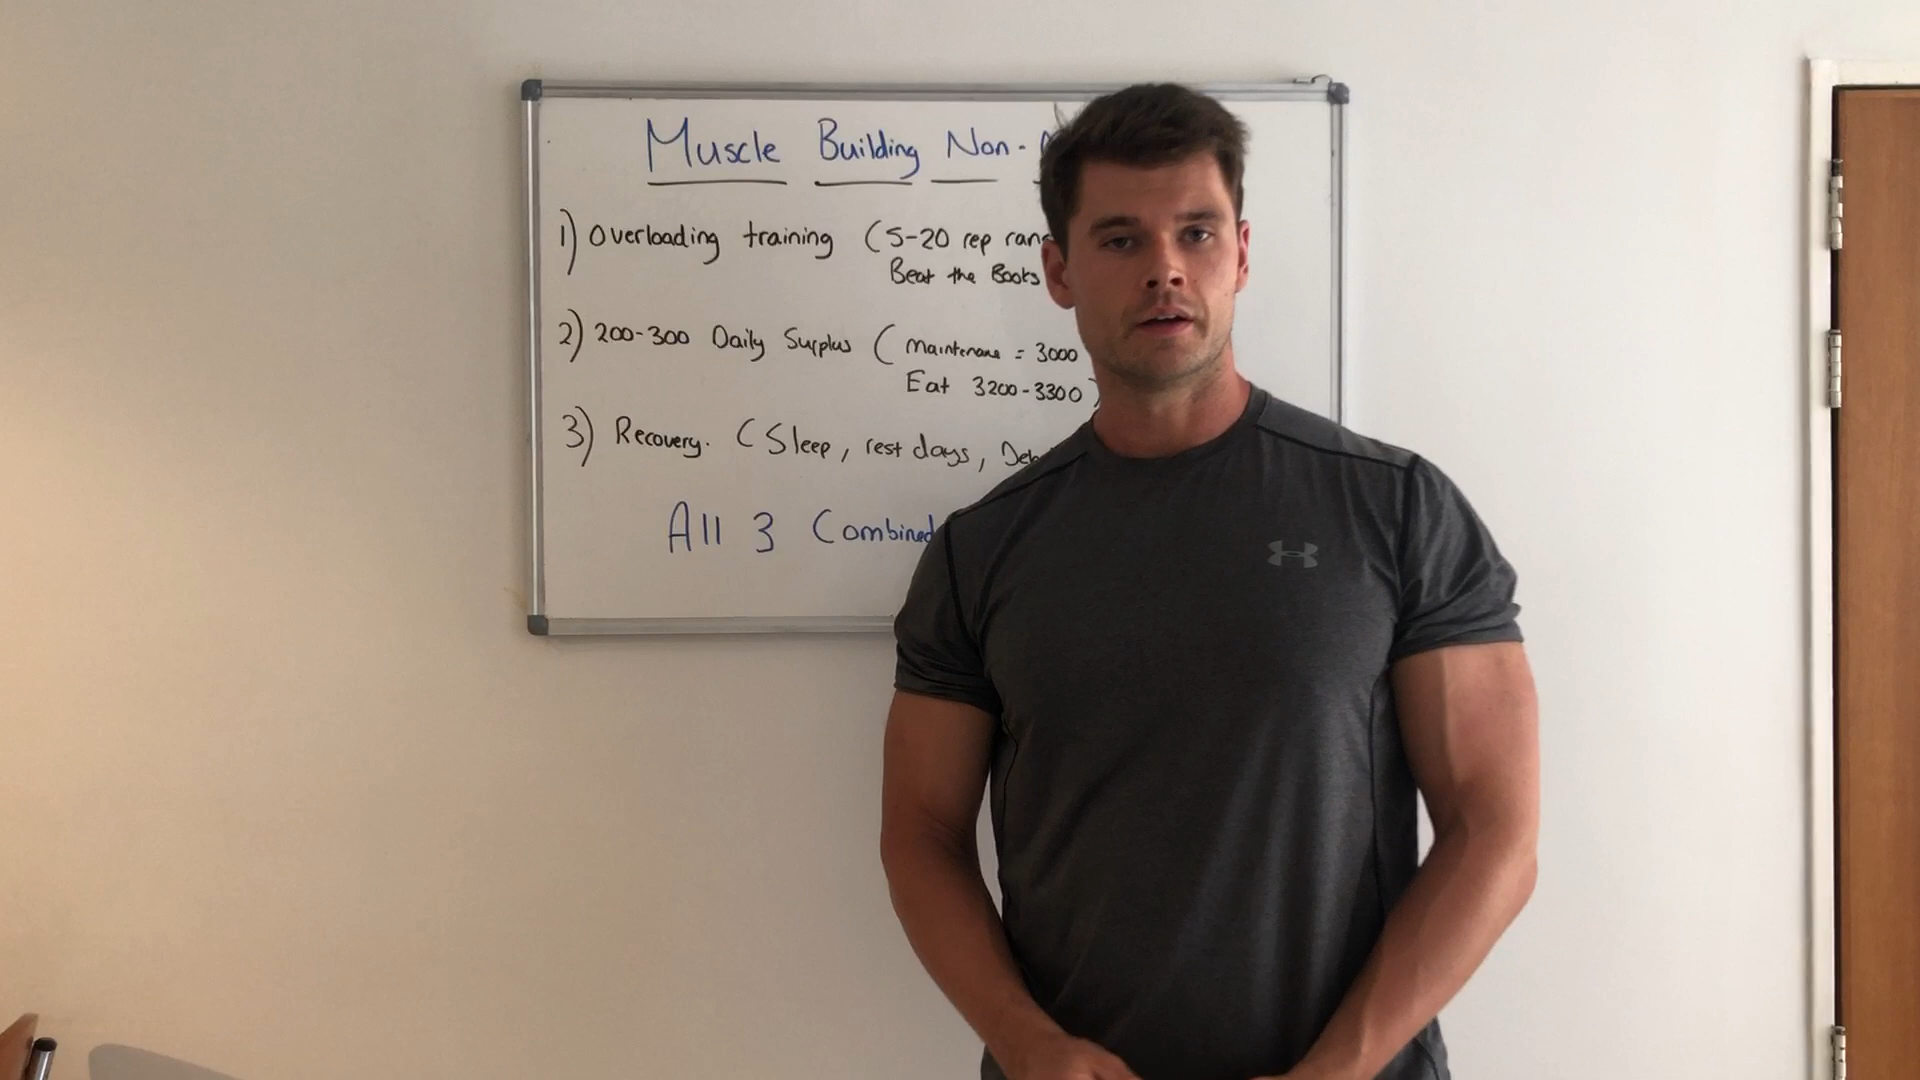 Muscle Building Non-
1) Overloading training (5-20 rep
Beat the Books
2) 200-300 Daily Surplus (
= 3000
Eat 3200-3300)
3) Recovery. (Sleep, rest days,
All 3 Combined